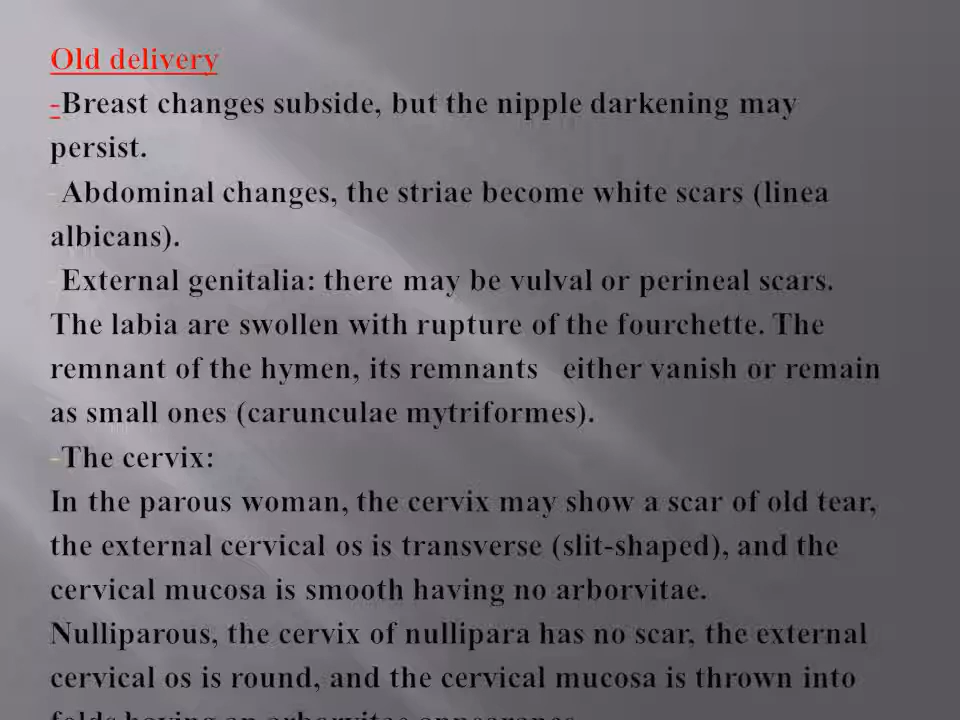 Old delivery
-Breast changes subside, but the nipple darkening may
persist.
-Abdominal changes, the striae become white scars (linea
albicans).
-External genitalia: there may be vulval or perineal scars.
The labia are swollen with rupture of the fourchette. The
remnant of the hymen, its remnants either vanish or remain
as small ones (carunculae mytriformes).
-The cervix:
In the parous woman, the cervix may show a scar of old tear,
the external cervical os is transverse (slit-shaped), and the
cervical mucosa is smooth having no arborvitae.
Nulliparous, the cervix of nullipara has no scar, the external
cervical os is round, and the cervical mucosa is thrown into
folds having an arborvitae appearance